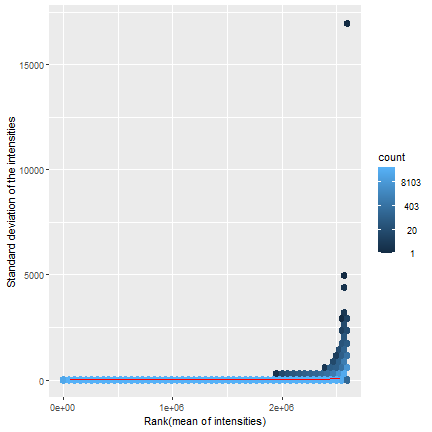 15000
10000
5000
0
Standard deviation of the intensities
0e+00
1e+06
2e+06
Rank(mean of intensities)
count
8103
403
20
1